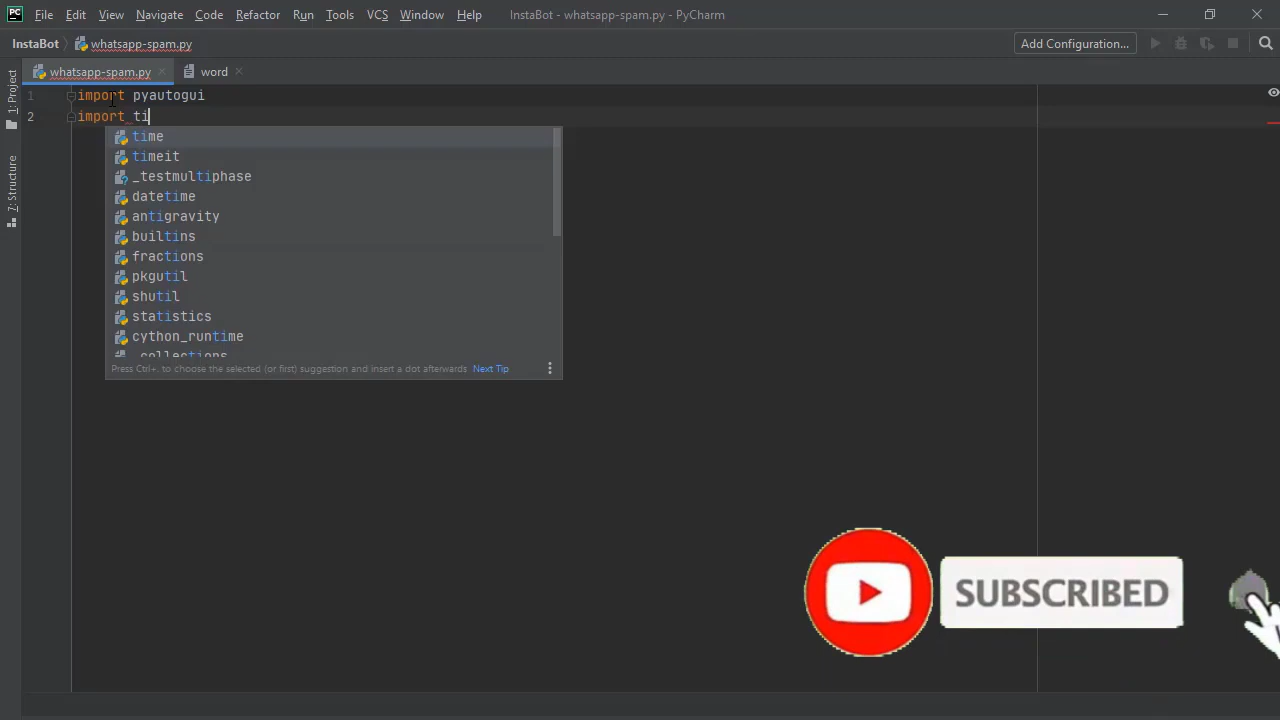 PC File Edit View Navigate Code Refactor Run Tools VCS Window Help InstaBot - whatsapp-spam.py - PyCharm
InstaBot whatsapp-spam.py Add Configuration...
whatsapp-spam.py word
1: Project
7: Structure
1 import pyautogui
2 import ti
time
timeit
_testmultiphase
datetime
antigravity
builtins
fractions
pkgutil
shutil
statistics
cython_runtime
_collections
Press Ctrl+. to choose the selected (or first) suggestion and insert a dot afterwards Next Tip
SUBSCRIBED